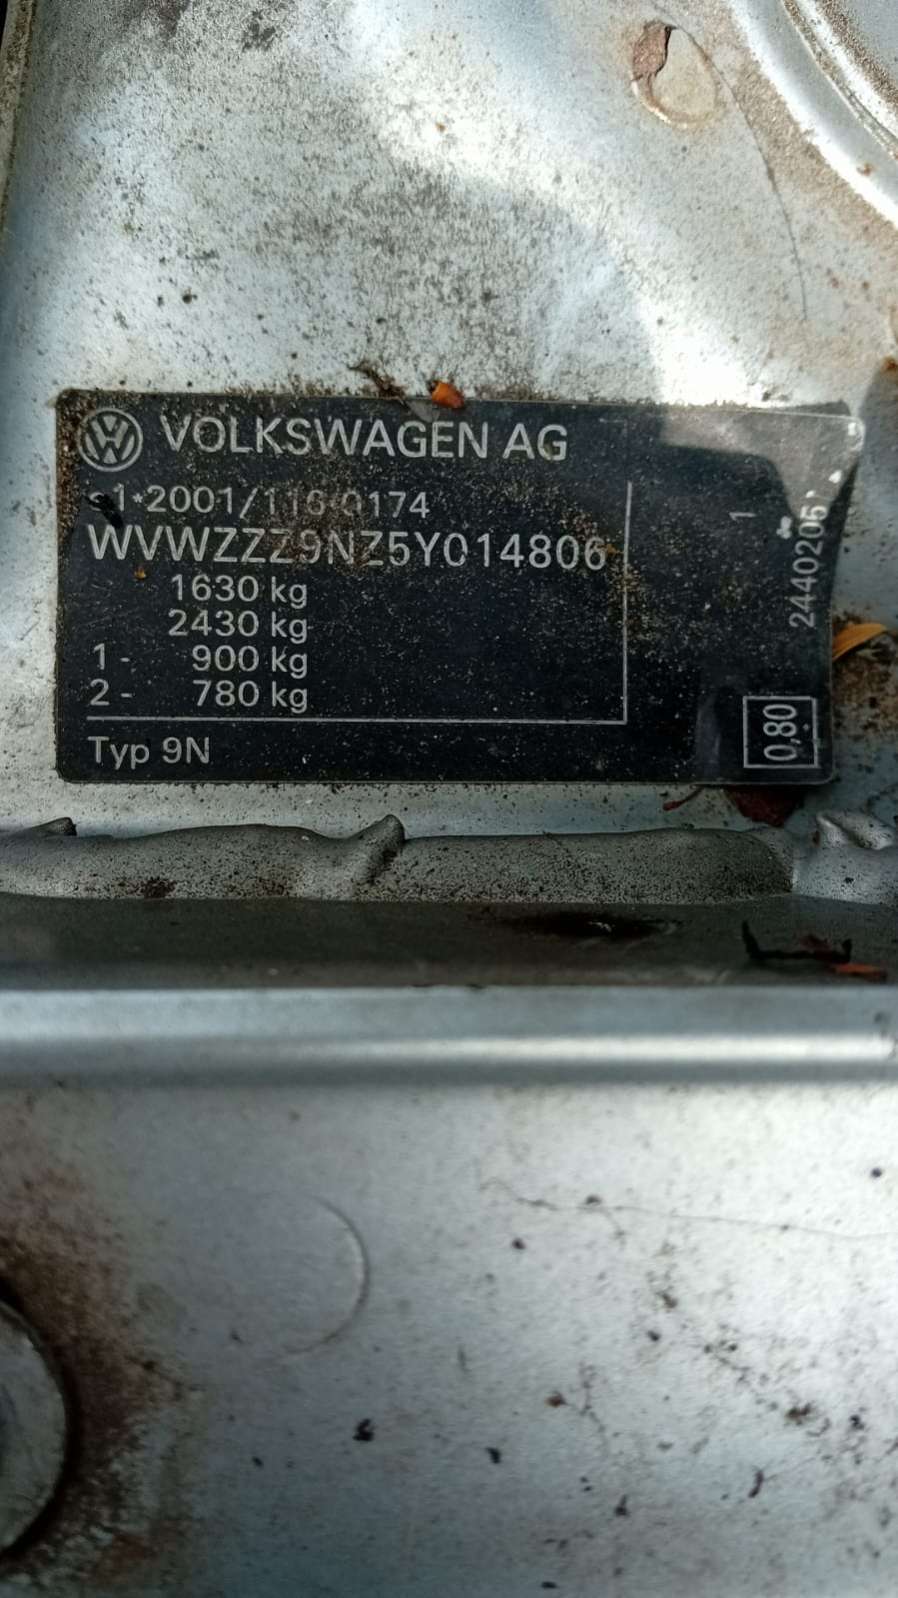 VOLKSWAGEN AG
e1*2001/116*0174
WVWZZZ9NZ5Y014806
1630 kg
2430 kg
1 - 900 kg
2 - 780 kg
Typ 9N
1
2440205
0,80